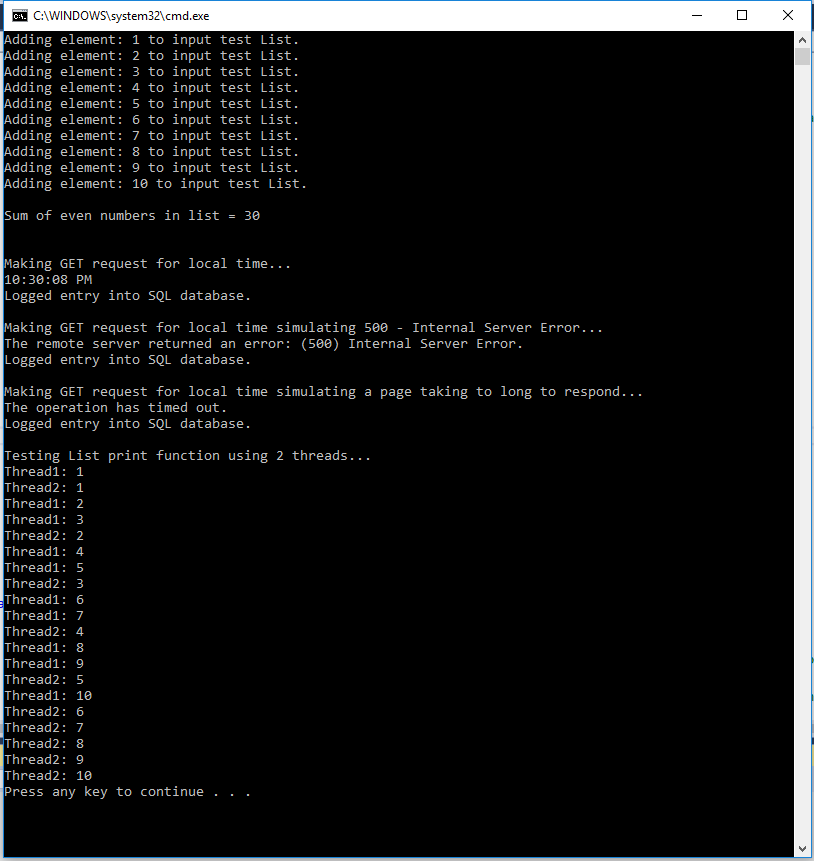 C:\WINDOWS\system32\cmd.exe
Adding element: 1 to input test List.
Adding element: 2 to input test List.
Adding element: 3 to input test List.
Adding element: 4 to input test List.
Adding element: 5 to input test List.
Adding element: 6 to input test List.
Adding element: 7 to input test List.
Adding element: 8 to input test List.
Adding element: 9 to input test List.
Adding element: 10 to input test List.
Sum of even numbers in list = 30
Making GET request for local time...
10:30:08 PM
Logged entry into SQL database.
Making GET request for local time simulating 500 - Internal Server Error...
The remote server returned an error: (500) Internal Server Error.
Logged entry into SQL database.
Making GET request for local time simulating a page taking to long to respond...
The operation has timed out.
Logged entry into SQL database.
Testing List print function using 2 threads...
Thread1: 1
Thread2: 1
Thread1: 2
Thread1: 3
Thread2: 2
Thread1: 4
Thread1: 5
Thread2: 3
Thread1: 6
Thread1: 7
Thread2: 4
Thread1: 8
Thread1: 9
Thread2: 5
Thread1: 10
Thread2: 6
Thread2: 7
Thread2: 8
Thread2: 9
Thread2: 10
Press any key to continue . . .